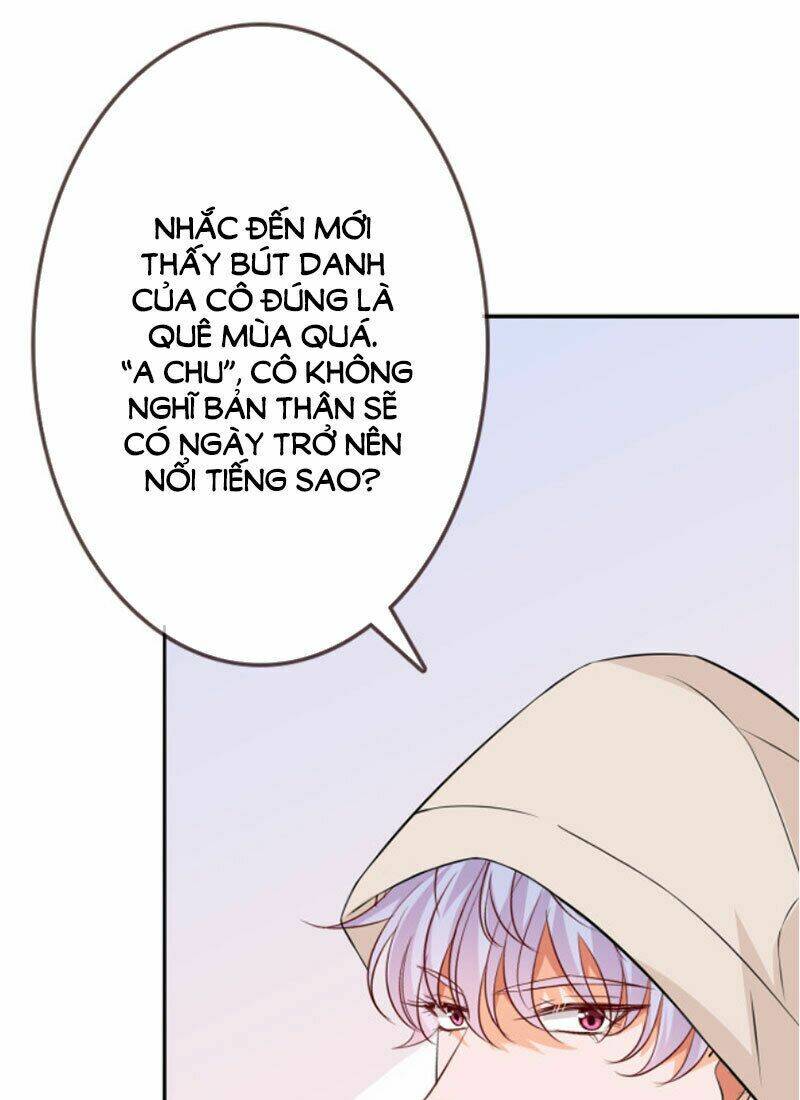 NHẮC ĐẾN MỚI
THẤY BÚT DANH
CỦA CÔ ĐÚNG LÀ
QUÊ MÙA QUÁ.
“A CHU”, CÔ KHÔNG
NGHĨ BẢN THÂN SẼ
CÓ NGÀY TRỞ NÊN
NỔI TIẾNG SAO?